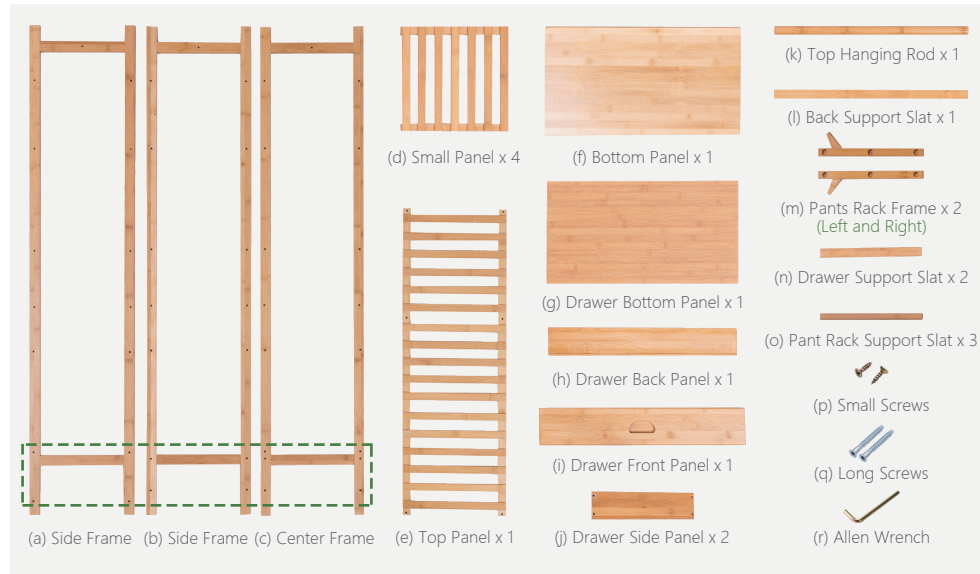 (a) Side Frame
(b) Side Frame
(c) Center Frame
(d) Small Panel x 4
(e) Top Panel x 1
(f) Bottom Panel x 1
(g) Drawer Bottom Panel x 1
(h) Drawer Back Panel x 1
(i) Drawer Front Panel x 1
(j) Drawer Side Panel x 2
(k) Top Hanging Rod x 1
(l) Back Support Slat x 1
(m) Pants Rack Frame x 2
(Left and Right)
(n) Drawer Support Slat x 2
(o) Pant Rack Support Slat x 3
(p) Small Screws
(q) Long Screws
(r) Allen Wrench